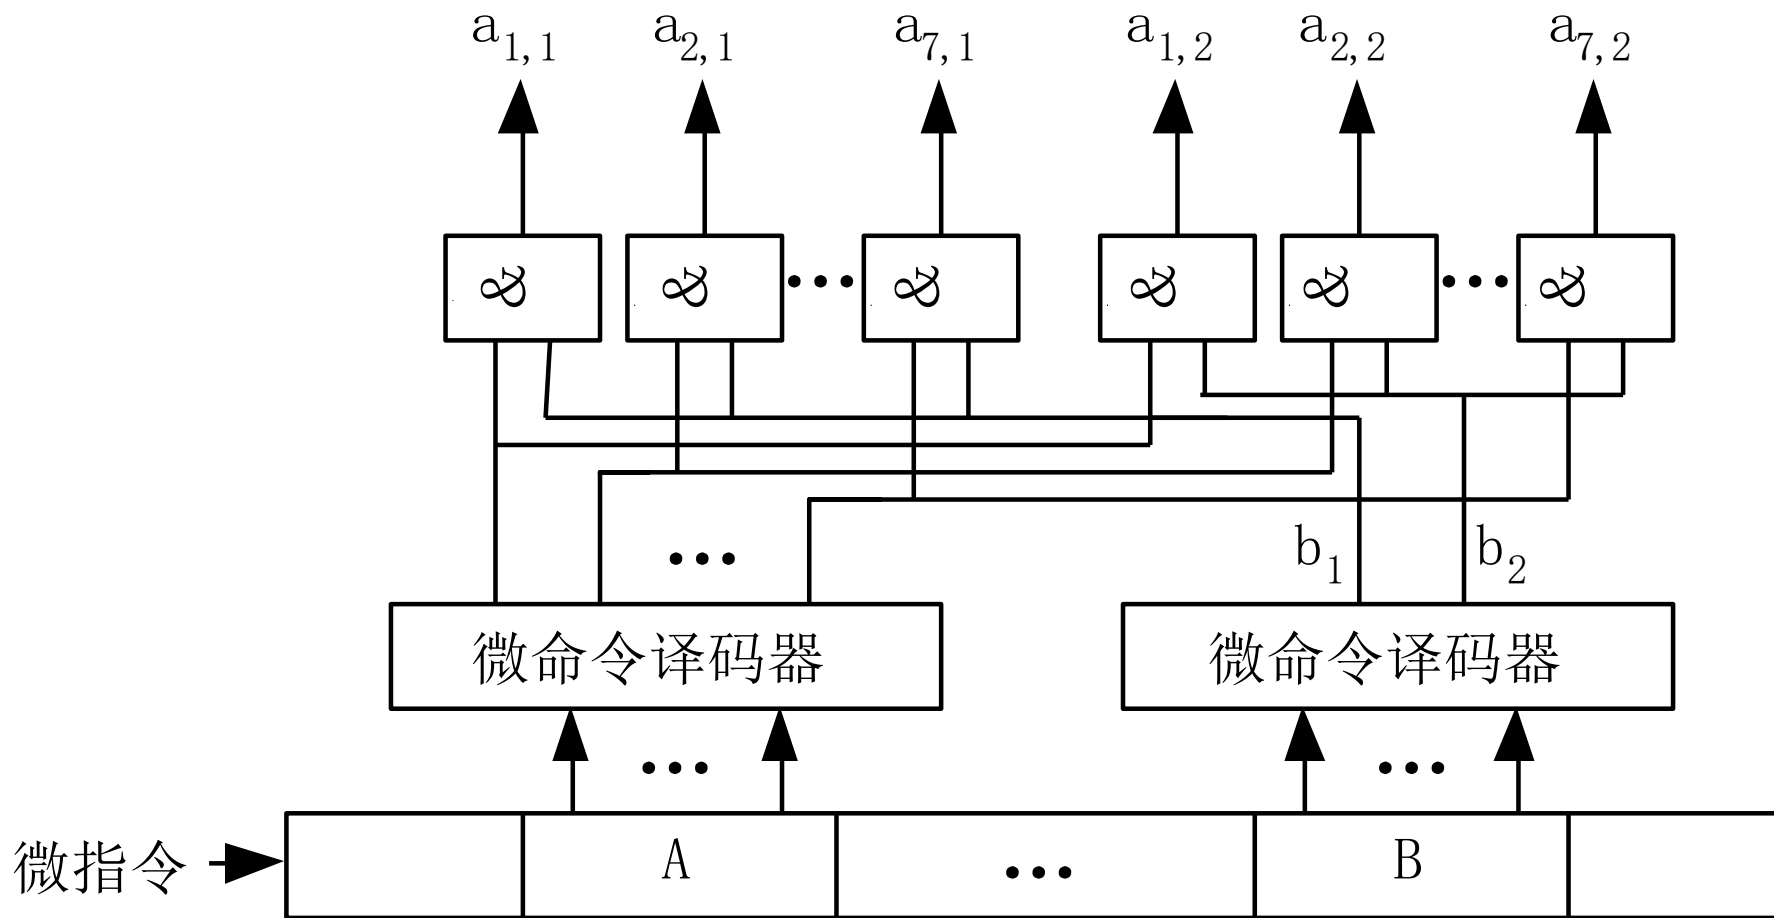 a1,1 a2,1 a7,1 a1,2 a2,2 a7,2
& & ••• & & & ••• &
••• b1 b2
微命令译码器 微命令译码器
••• •••
微指令 A ••• B